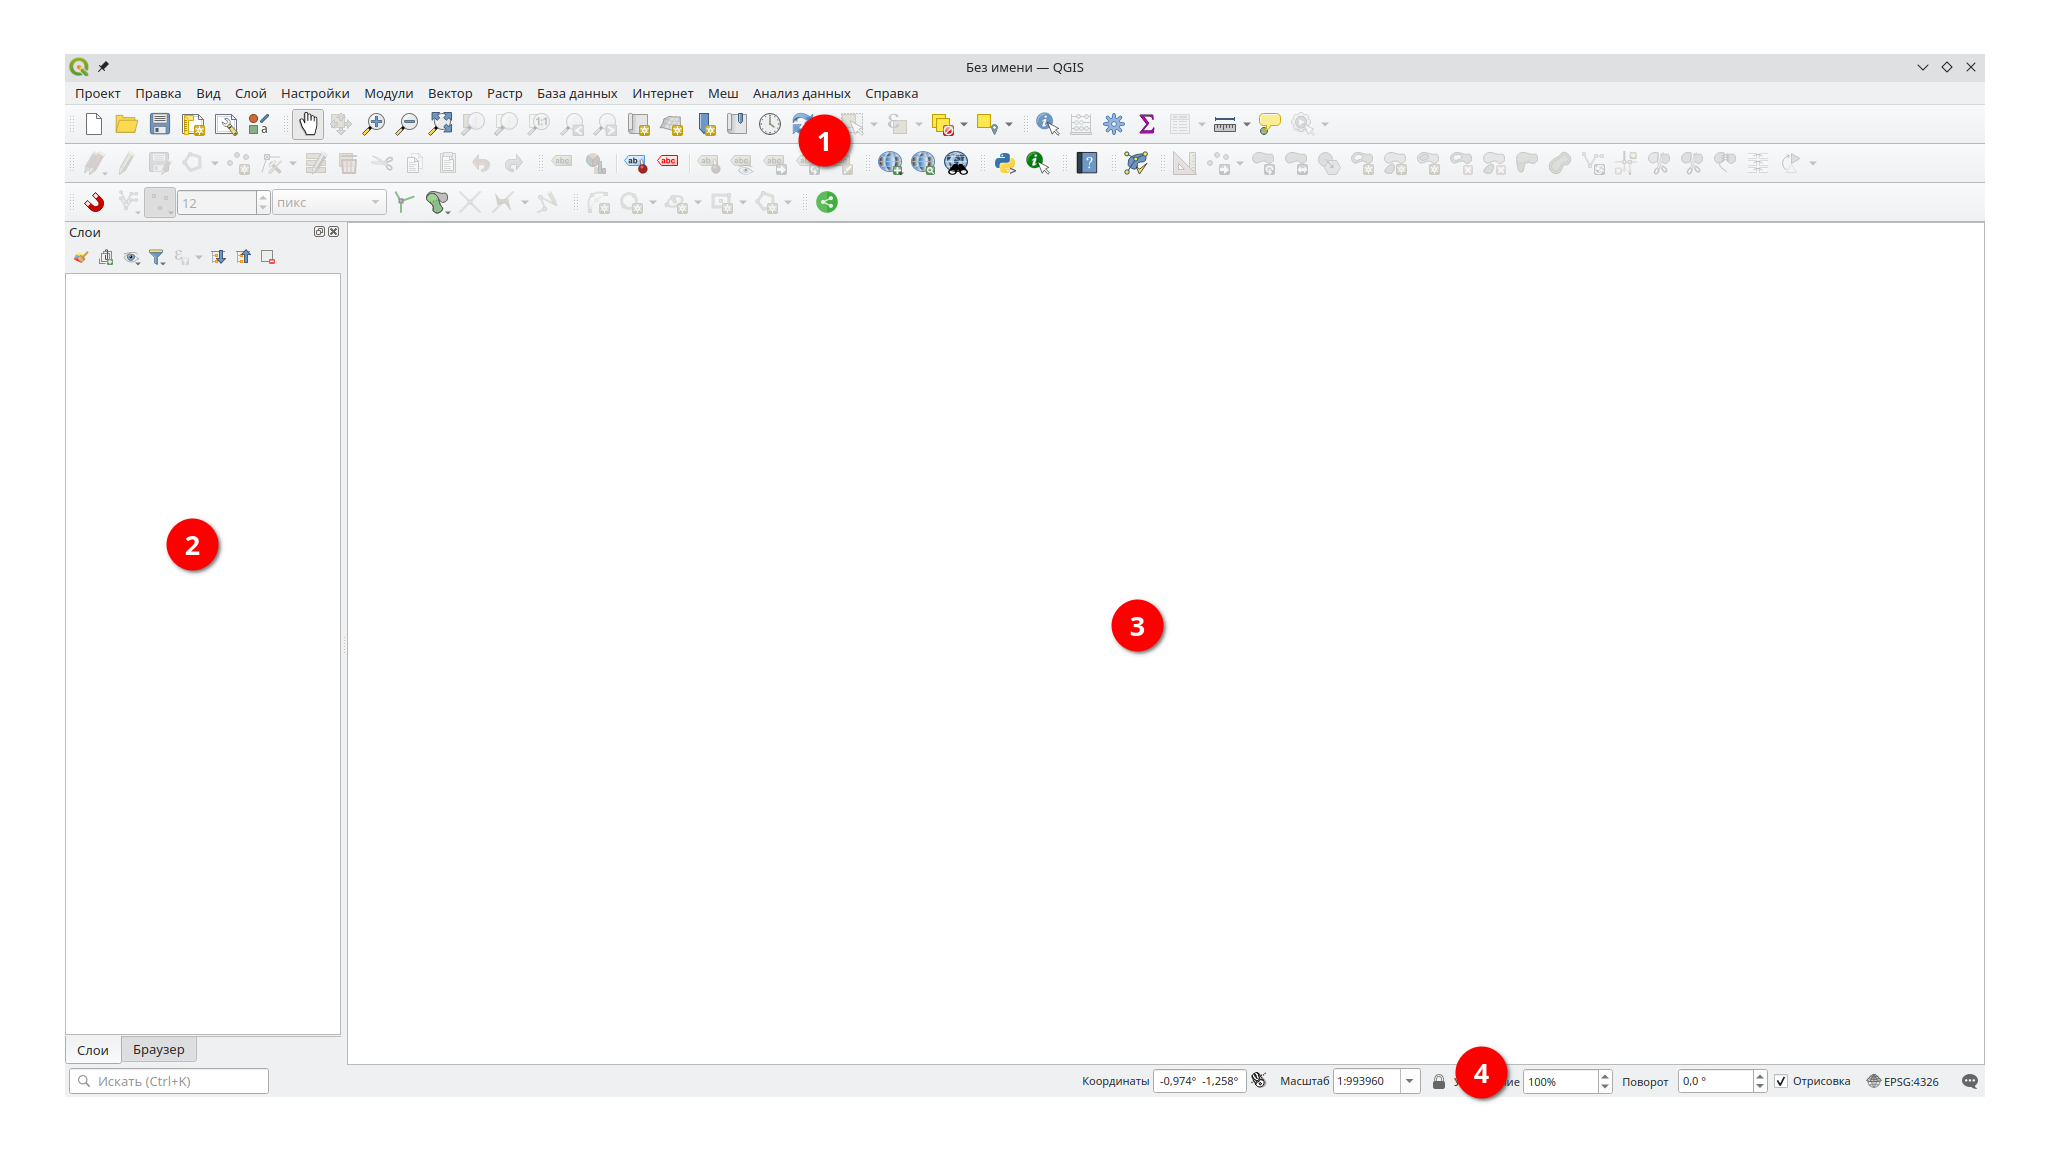 Без имени — QGIS
Проект Правка Вид Слой Настройки Модули Вектор Растр База данных Интернет Меш Анализ данных Справка
1
12 пикс
Слои
2
3
Слои Браузер
Искать (Ctrl+K)
Координаты -0,974° -1,258° Масштаб 1:993960 4 100% Поворот 0,0 ° Отрисовка EPSG:4326